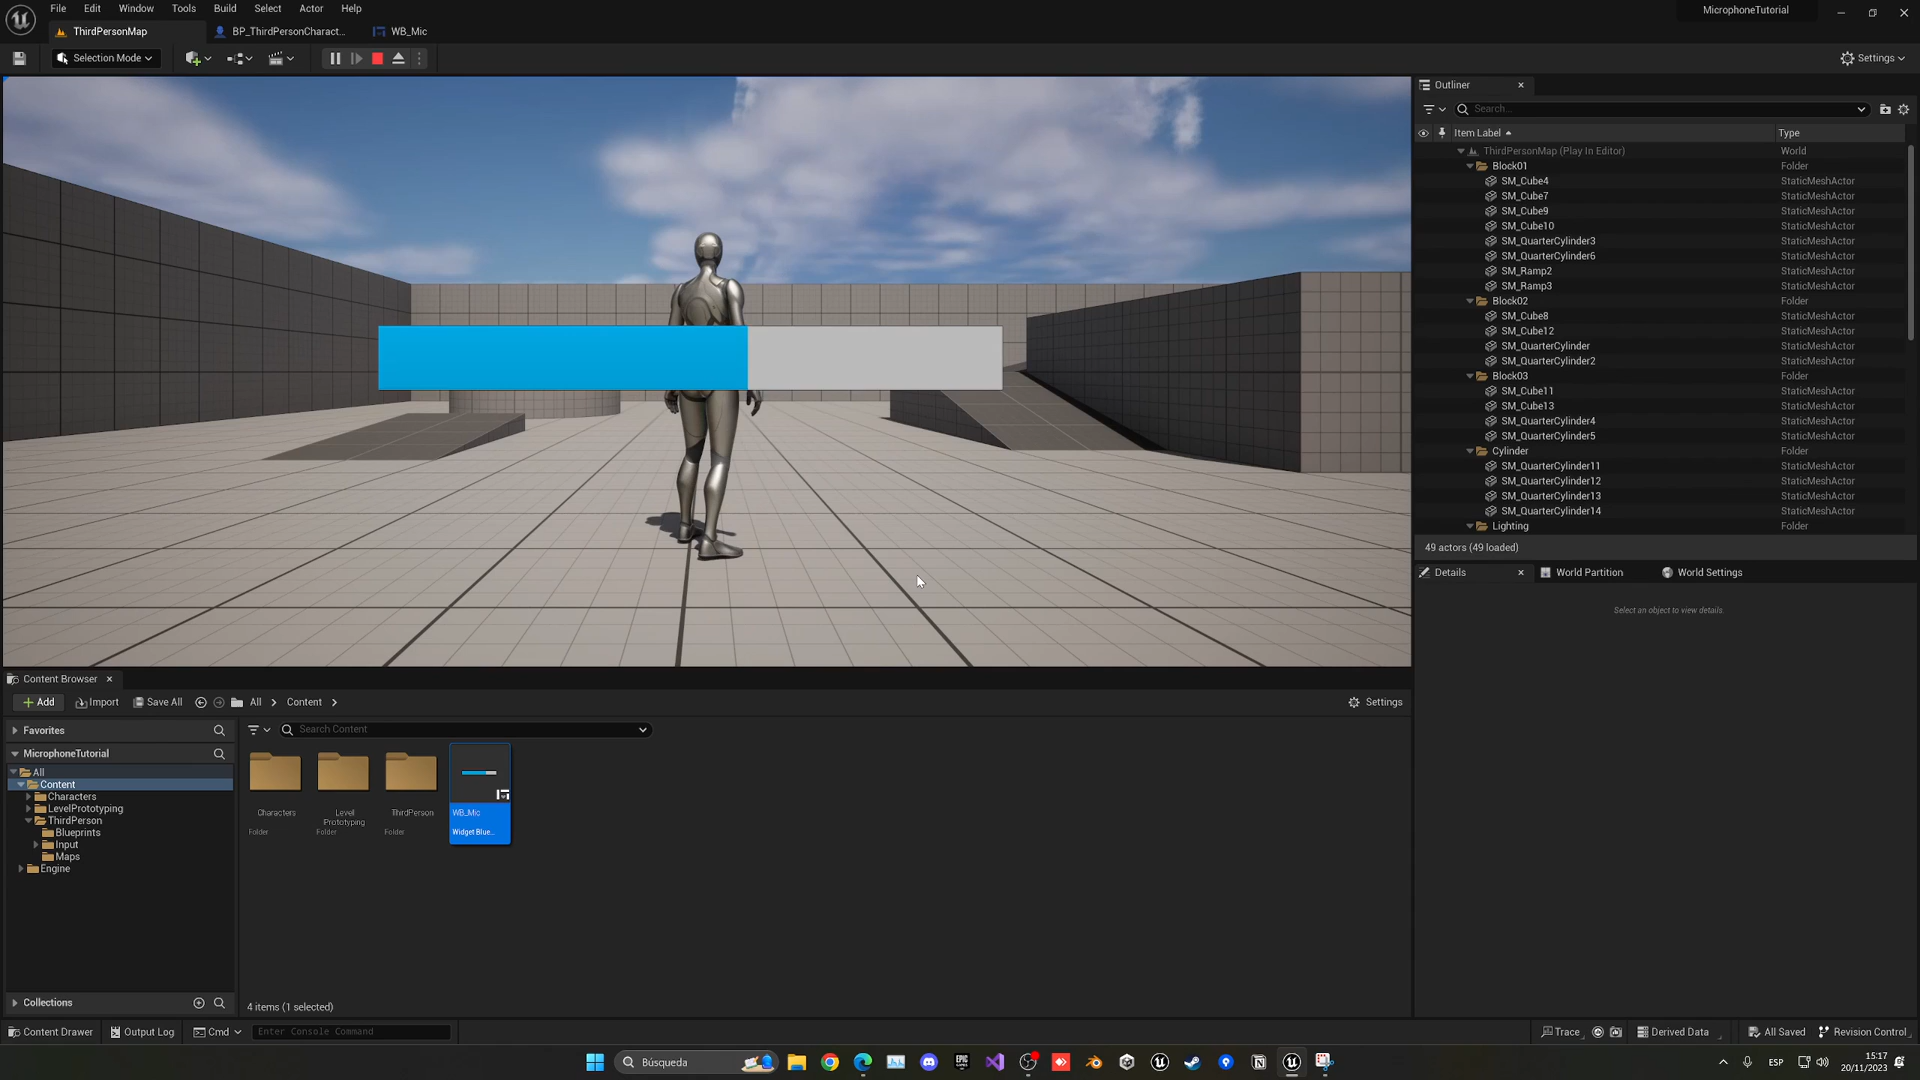 File Edit Window Tools Build Select Actor Help
MicrophoneTutorial
ThirdPersonMap BP_ThirdPersonCharact... WB_Mic
Selection Mode
Settings
Outliner
Search...
Item Label Type
ThirdPersonMap (Play In Editor) World
Block01 Folder
SM_Cube4 StaticMeshActor
SM_Cube7 StaticMeshActor
SM_Cube9 StaticMeshActor
SM_Cube10 StaticMeshActor
SM_QuarterCylinder3 StaticMeshActor
SM_QuarterCylinder6 StaticMeshActor
SM_Ramp2 StaticMeshActor
SM_Ramp3 StaticMeshActor
Block02 Folder
SM_Cube8 StaticMeshActor
SM_Cube12 StaticMeshActor
SM_QuarterCylinder StaticMeshActor
SM_QuarterCylinder2 StaticMeshActor
Block03 Folder
SM_Cube11 StaticMeshActor
SM_Cube13 StaticMeshActor
SM_QuarterCylinder4 StaticMeshActor
SM_QuarterCylinder5 StaticMeshActor
Cylinder Folder
SM_QuarterCylinder11 StaticMeshActor
SM_QuarterCylinder12 StaticMeshActor
SM_QuarterCylinder13 StaticMeshActor
SM_QuarterCylinder14 StaticMeshActor
Lighting Folder
49 actors (49 loaded)
Details World Partition World Settings
Select an object to view details.
Content Browser
Add Import Save All All Content
Settings
Favorites
MicrophoneTutorial
All
Content
Characters
LevelPrototyping
ThirdPerson
Blueprints
Input
Maps
Engine
Collections
Search Content
Characters
Folder
Level
Prototyping
Folder
ThirdPerson
Folder
WB_Mic
Widget Blue...
4 items (1 selected)
Content Drawer Output Log Cmd Enter Console Command
Trace Derived Data All Saved Revision Control
Búsqueda
EPIC GAMES
ESP
15:17
20/11/2023